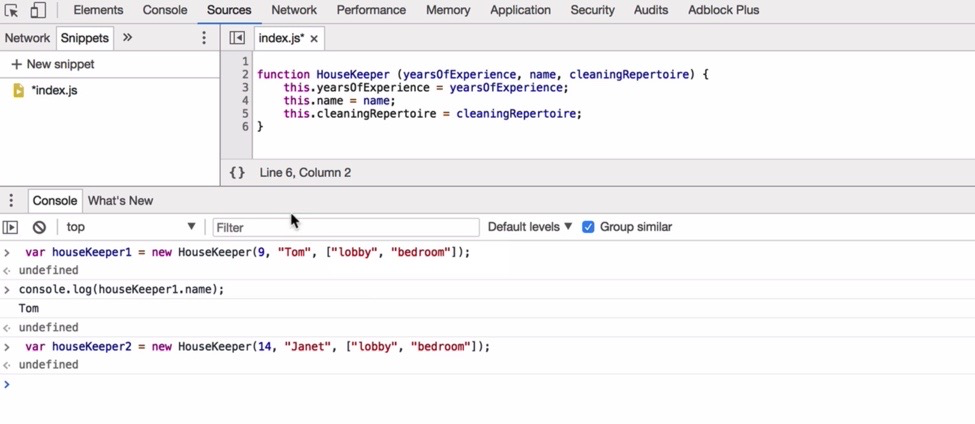 Elements Console Sources Network Performance Memory Application Security Audits Adblock Plus
Network Snippets » index.js* ×
+ New snippet
*index.js
1
2 function HouseKeeper (yearsOfExperience, name, cleaningRepertoire) {
3 this.yearsOfExperience = yearsOfExperience;
4 this.name = name;
5 this.cleaningRepertoire = cleaningRepertoire;
6 }
{} Line 6, Column 2
Console What's New
top ▼ Filter Default levels ▼ Group similar
> var houseKeeper1 = new HouseKeeper(9, "Tom", ["lobby", "bedroom"]);
undefined
> console.log(houseKeeper1.name);
Tom
undefined
> var houseKeeper2 = new HouseKeeper(14, "Janet", ["lobby", "bedroom"]);
undefined
>